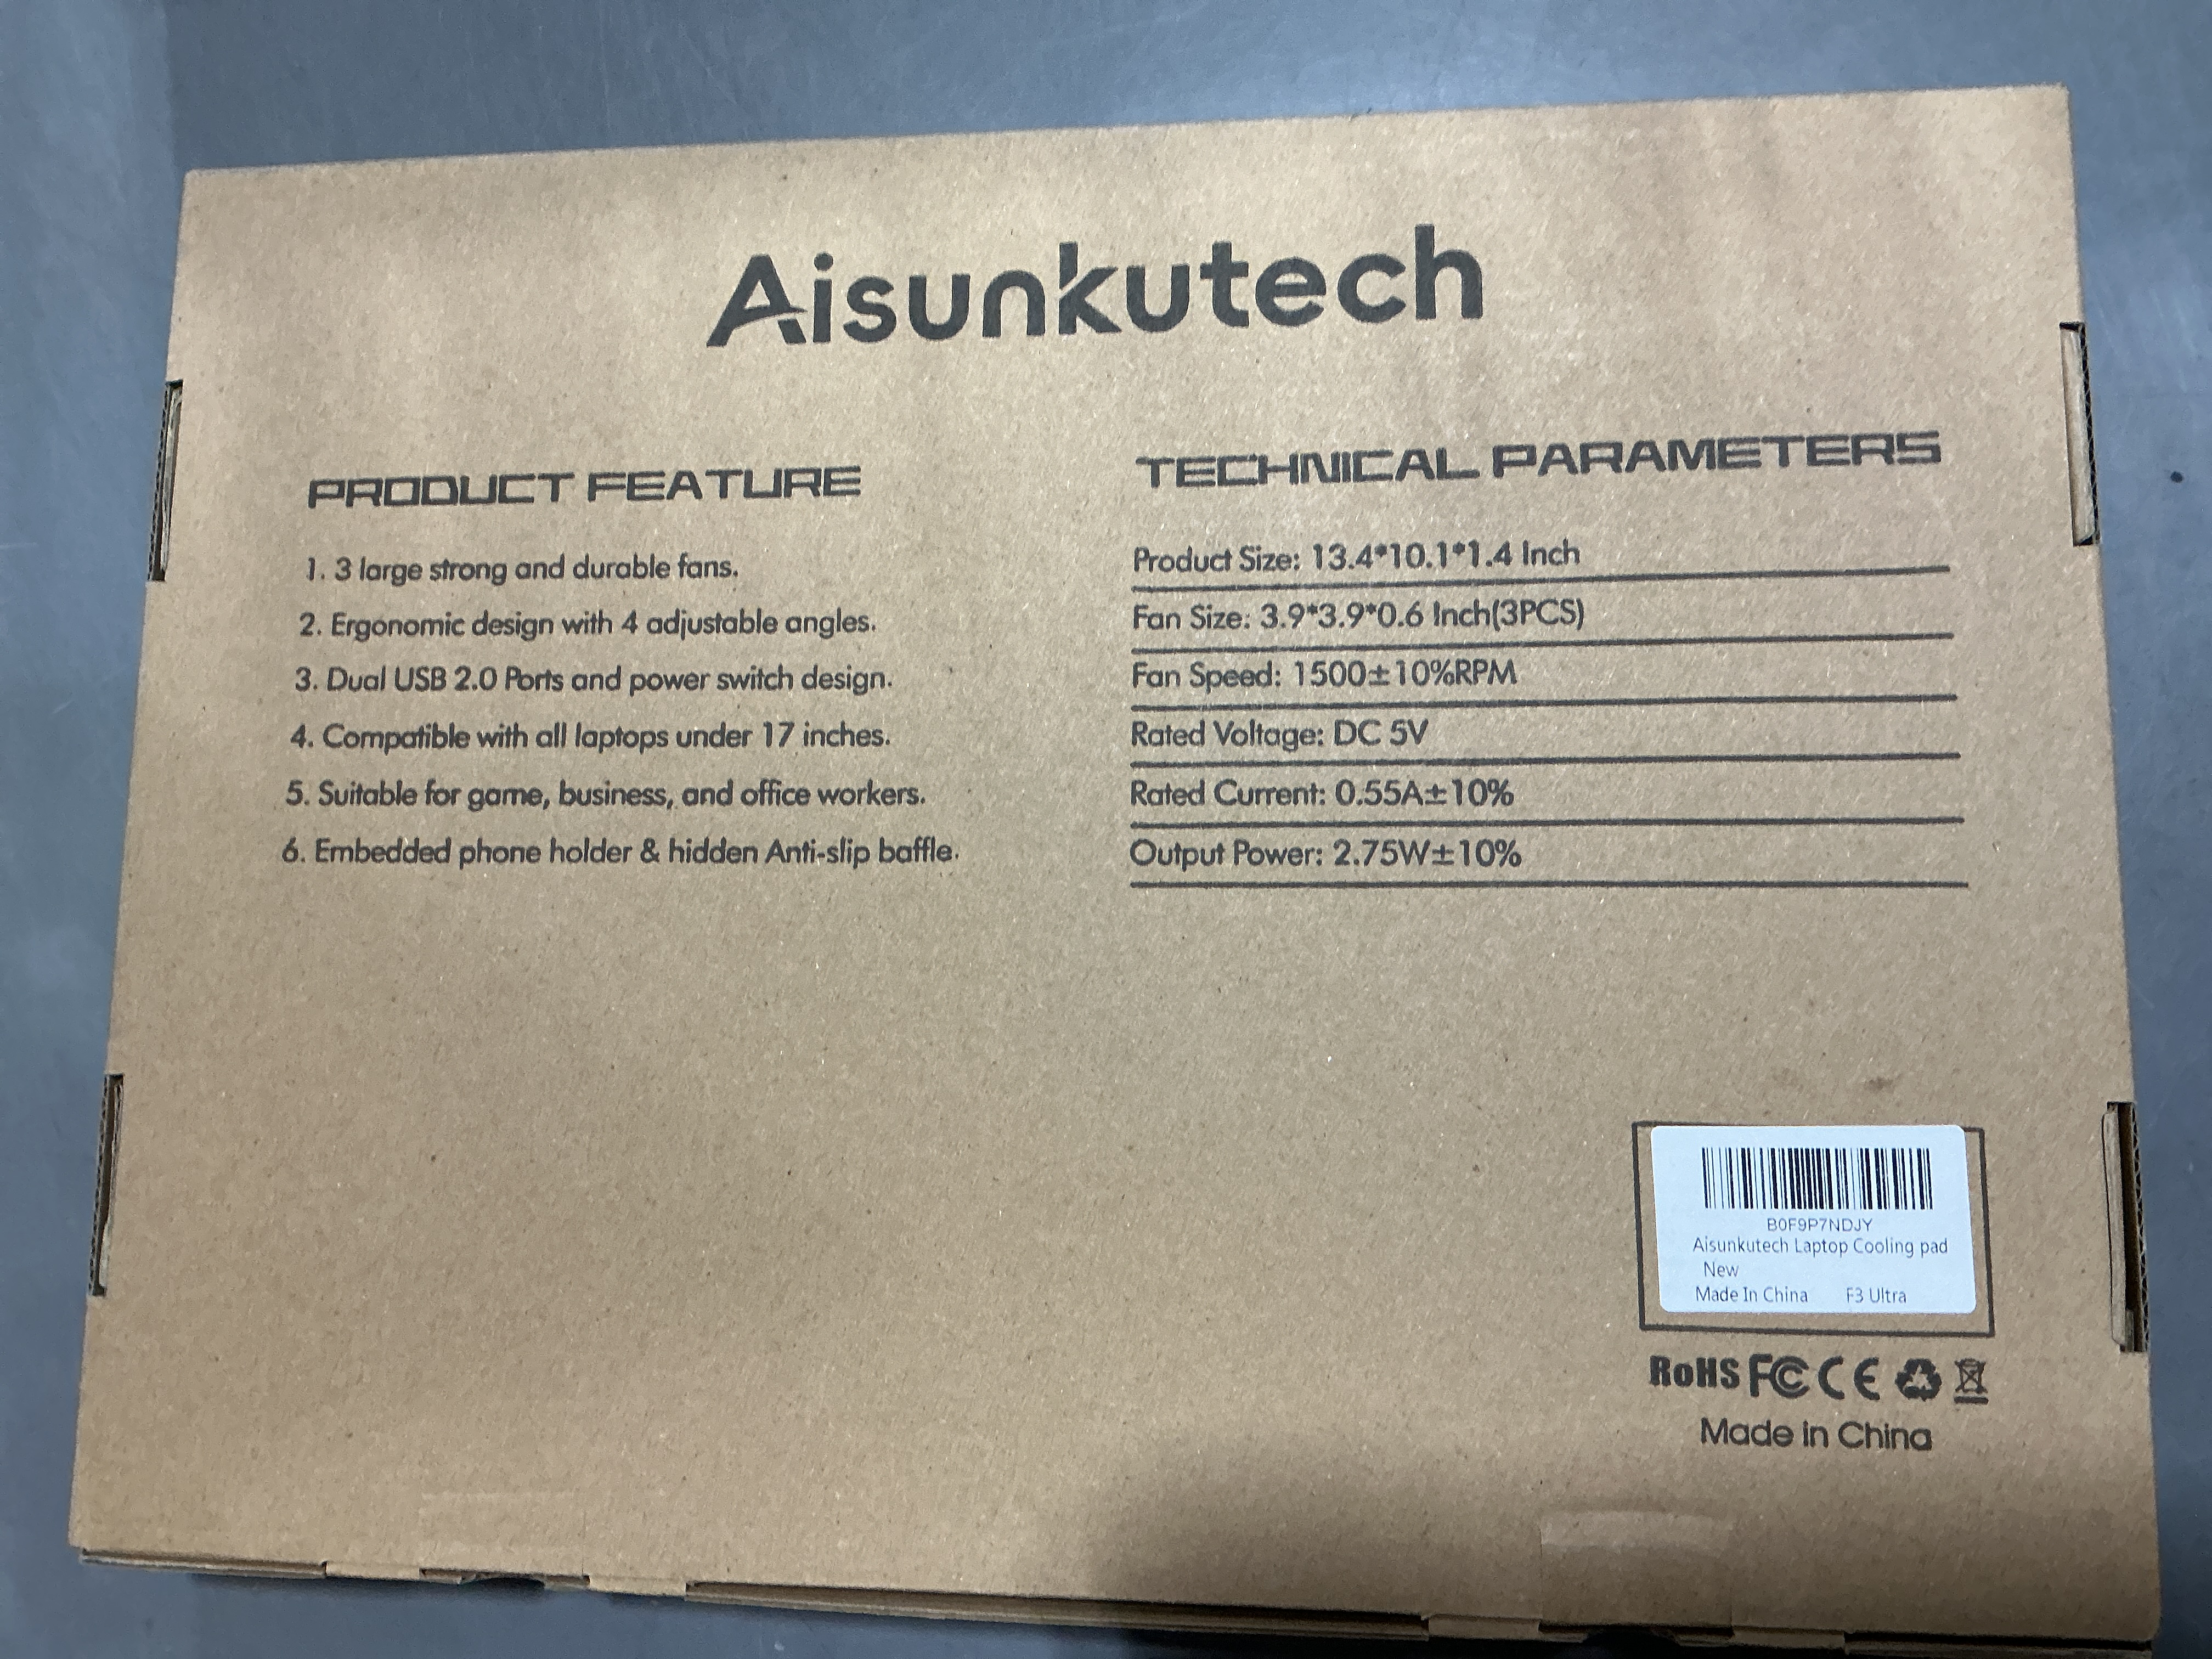 Aisunkutech
PRODUCT FEATURE
1. 3 large strong and durable fans.
2. Ergonomic design with 4 adjustable angles.
3. Dual USB 2.0 Ports and power switch design.
4. Compatible with all laptops under 17 inches.
5. Suitable for game, business, and office workers.
6. Embedded phone holder & hidden Anti-slip baffle.
TECHNICAL PARAMETERS
Product Size: 13.4*10.1*1.4 Inch
Fan Size: 3.9*3.9*0.6 Inch(3PCS)
Fan Speed: 1500±10%RPM
Rated Voltage: DC 5V
Rated Current: 0.55A±10%
Output Power: 2.75W±10%
B0F9P7NDJY
Aisunkutech Laptop Cooling pad
New
Made In China F3 Ultra
RoHS FC CE
Made in China